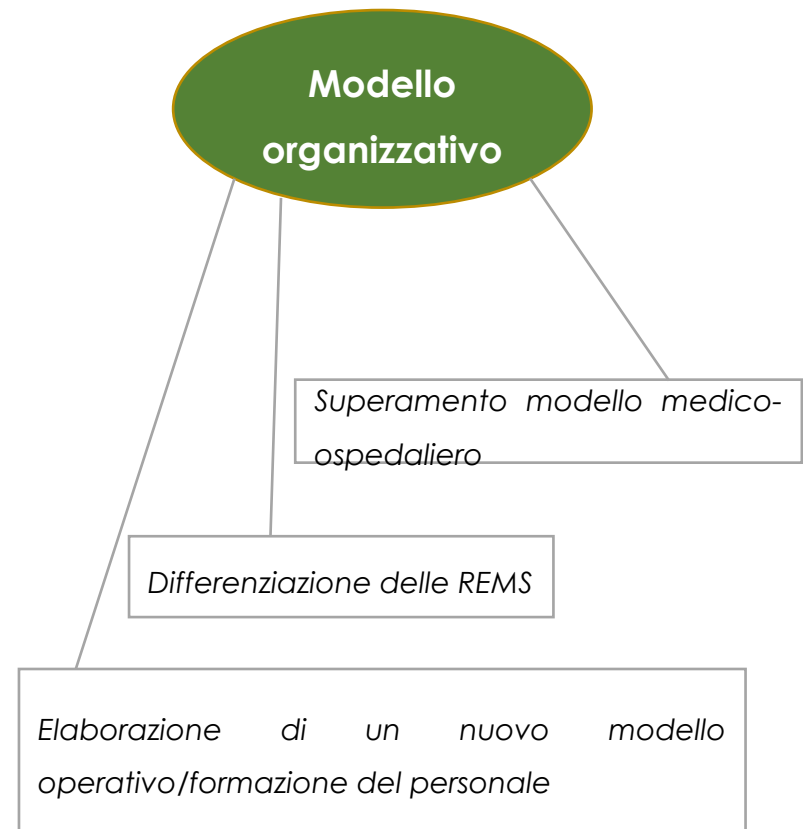 Modello
organizzativo
Superamento modello medico-
ospedaliero
Differenziazione delle REMS
Elaborazione di un nuovo modello
operativo/formazione del personale